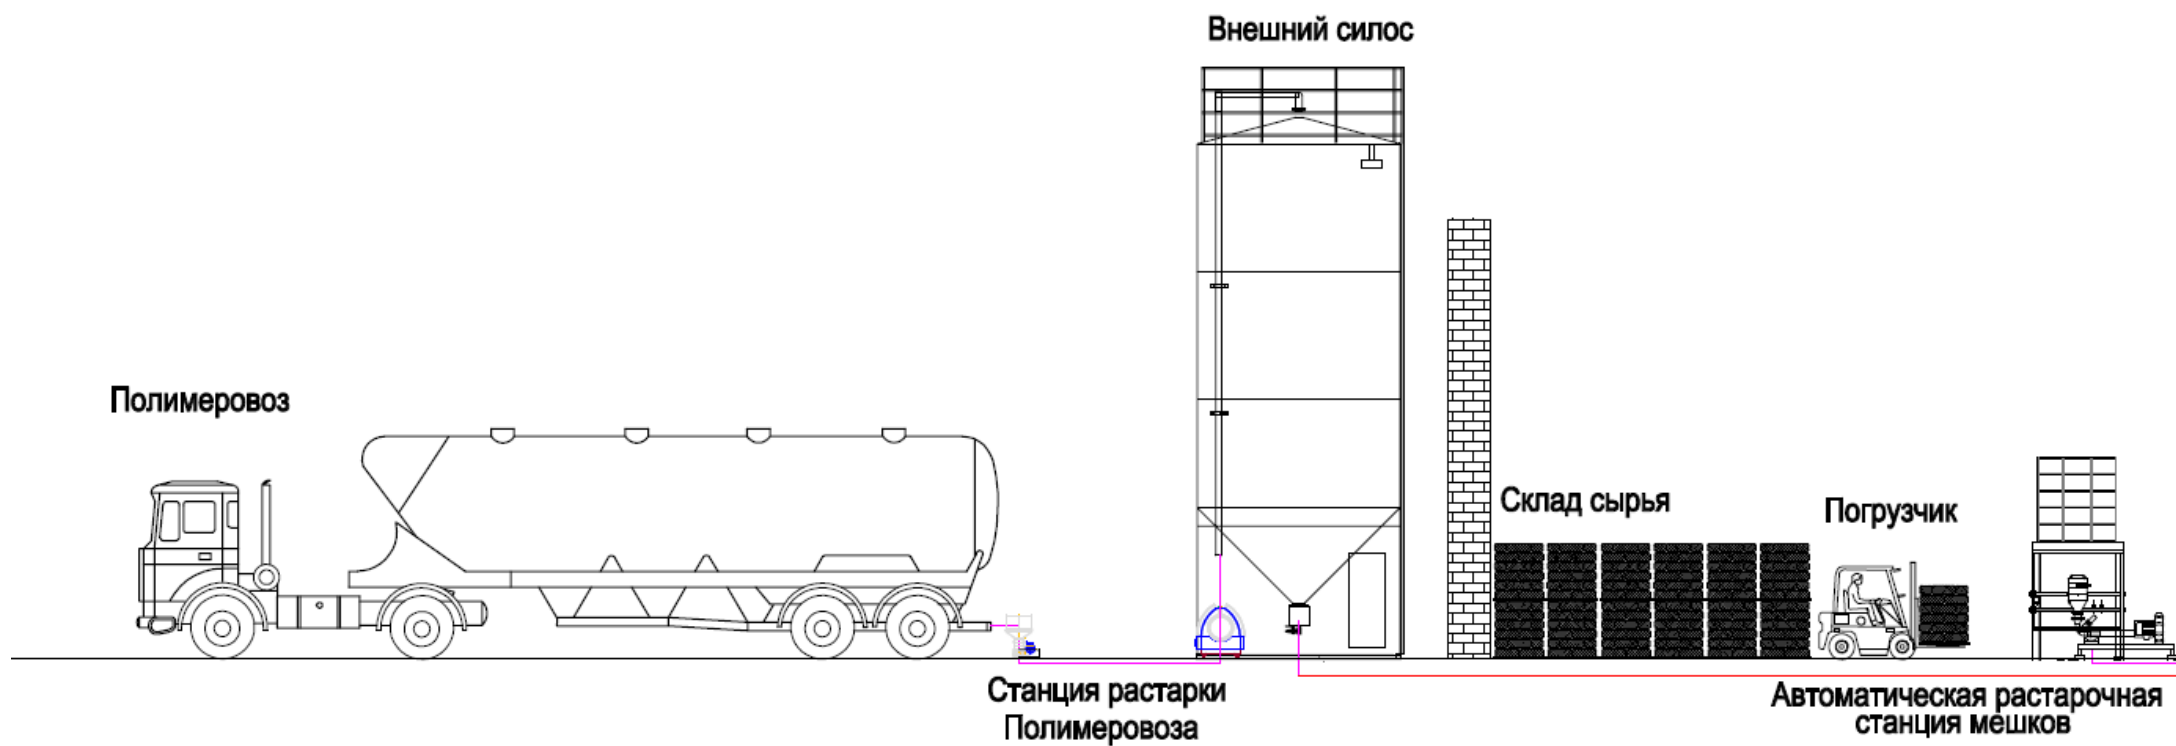 Внешний силос
Полимеровоз
Склад сырья
Погрузчик
Станция растарки
Полимеровоза
Автоматическая растарочная
станция мешков